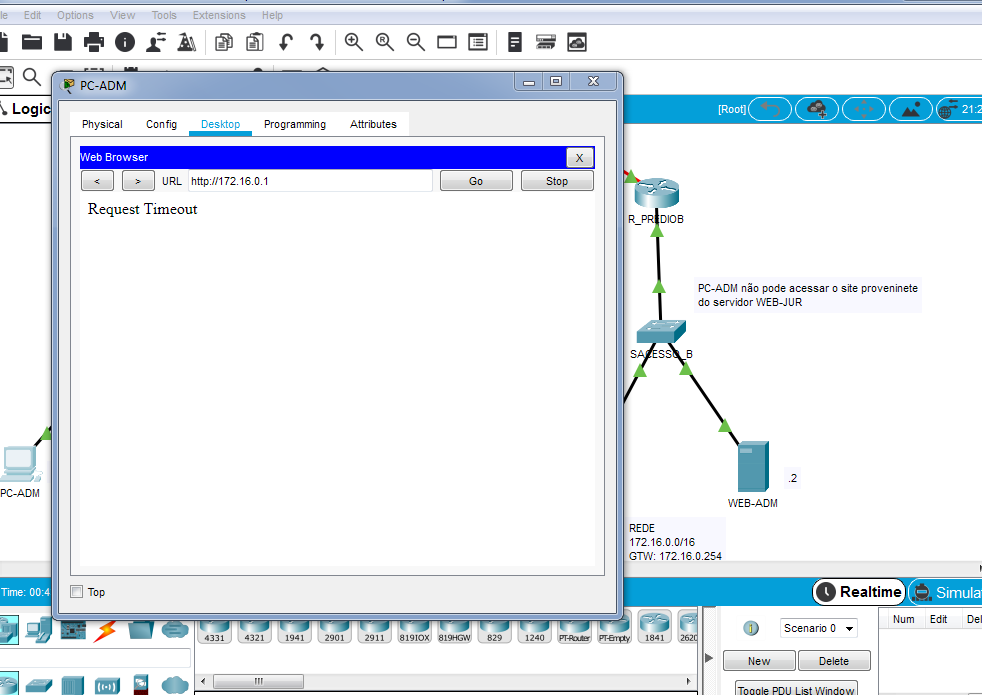 Edit Options View Tools Extensions Help
PC-ADM
Logic
[Root]
21:2
Physical Config Desktop Programming Attributes
Web Browser X
< > URL http://172.16.0.1 Go Stop
Request Timeout
R_PREDIOB
PC-ADM não pode acessar o site proveninete
do servidor WEB-JUR
SACESSO_B
PC-ADM
.2
WEB-ADM
REDE
172.16.0.0/16
GTW: 172.16.0.254
Top
Time: 00:4
Realtime
Simula
4331 4321 1941 2901 2911 819IOX 819HGW 829 1240 PT-Router PT-Empty 1841 2620
Scenario 0
New Delete
Toggle PDU List Window
Num Edit Del